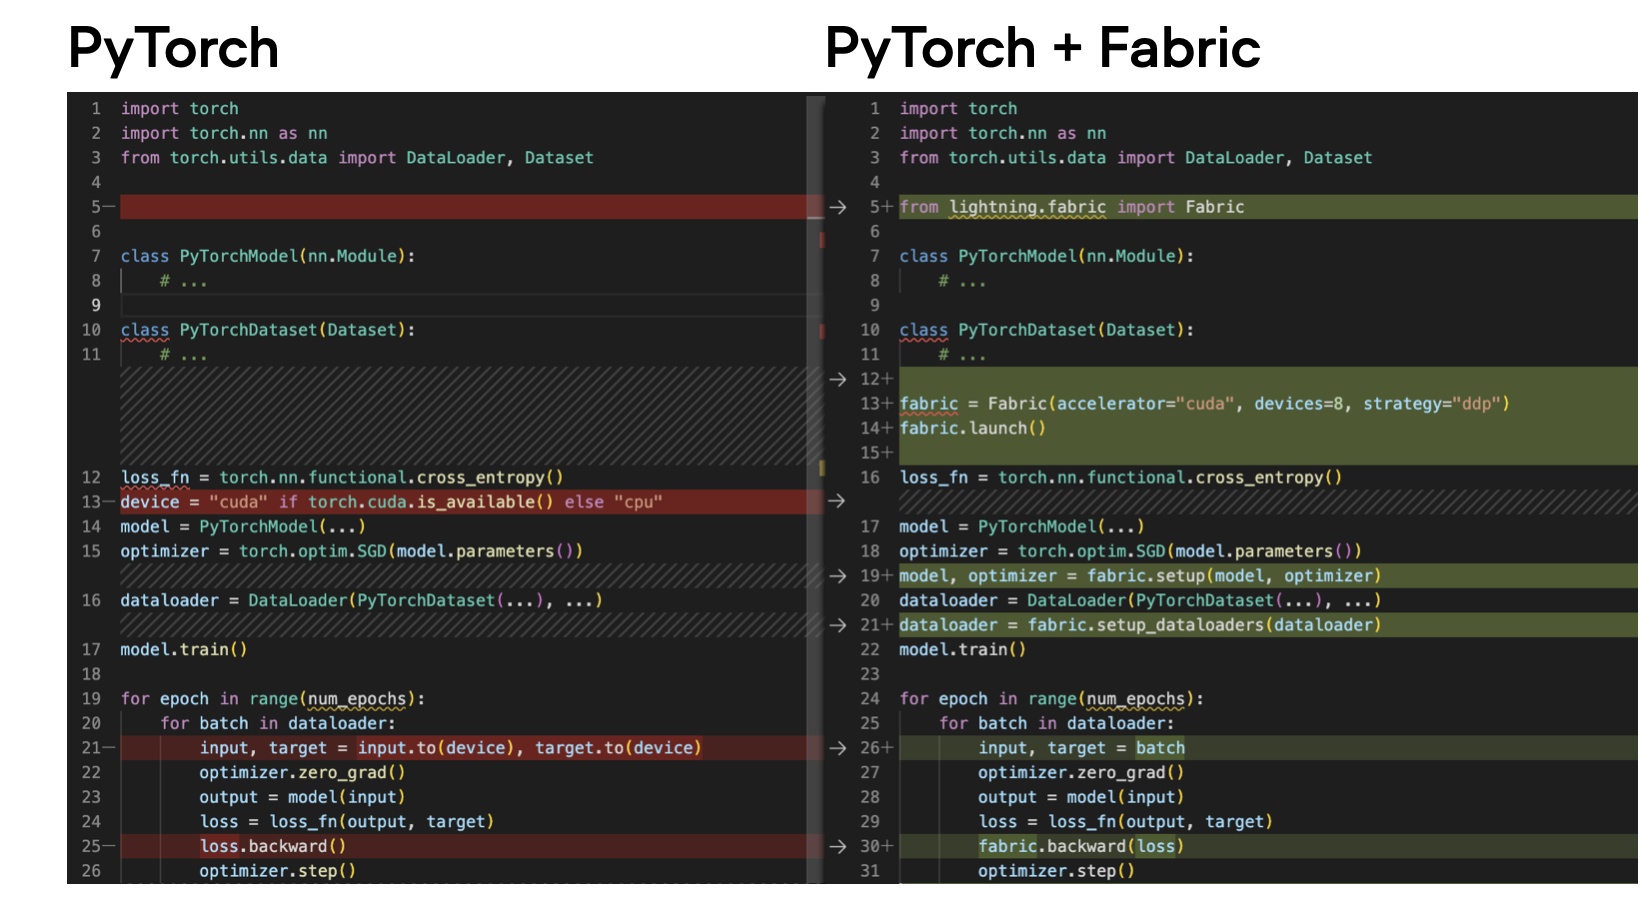 PyTorch
1 import torch
2 import torch.nn as nn
3 from torch.utils.data import DataLoader, Dataset
4
5—
6
7 class PyTorchModel(nn.Module):
8     # ...
9
10 class PyTorchDataset(Dataset):
11     # ...
12 loss_fn = torch.nn.functional.cross_entropy()
13— device = "cuda" if torch.cuda.is_available() else "cpu"
14 model = PyTorchModel(...)
15 optimizer = torch.optim.SGD(model.parameters())
16 dataloader = DataLoader(PyTorchDataset(...), ...)
17 model.train()
18
19 for epoch in range(num_epochs):
20     for batch in dataloader:
21—         input, target = input.to(device), target.to(device)
22         optimizer.zero_grad()
23         output = model(input)
24         loss = loss_fn(output, target)
25—         loss.backward()
26         optimizer.step()
PyTorch + Fabric
1 import torch
2 import torch.nn as nn
3 from torch.utils.data import DataLoader, Dataset
4
→ 5+ from lightning.fabric import Fabric
6
7 class PyTorchModel(nn.Module):
8     # ...
9
10 class PyTorchDataset(Dataset):
11     # ...
→ 12+
13+ fabric = Fabric(accelerator="cuda", devices=8, strategy="ddp")
14+ fabric.launch()
15+
16 loss_fn = torch.nn.functional.cross_entropy()
→
17 model = PyTorchModel(...)
18 optimizer = torch.optim.SGD(model.parameters())
→ 19+ model, optimizer = fabric.setup(model, optimizer)
20 dataloader = DataLoader(PyTorchDataset(...), ...)
→ 21+ dataloader = fabric.setup_dataloaders(dataloader)
22 model.train()
23
24 for epoch in range(num_epochs):
25     for batch in dataloader:
→ 26+         input, target = batch
27         optimizer.zero_grad()
28         output = model(input)
29         loss = loss_fn(output, target)
→ 30+         fabric.backward(loss)
31         optimizer.step()